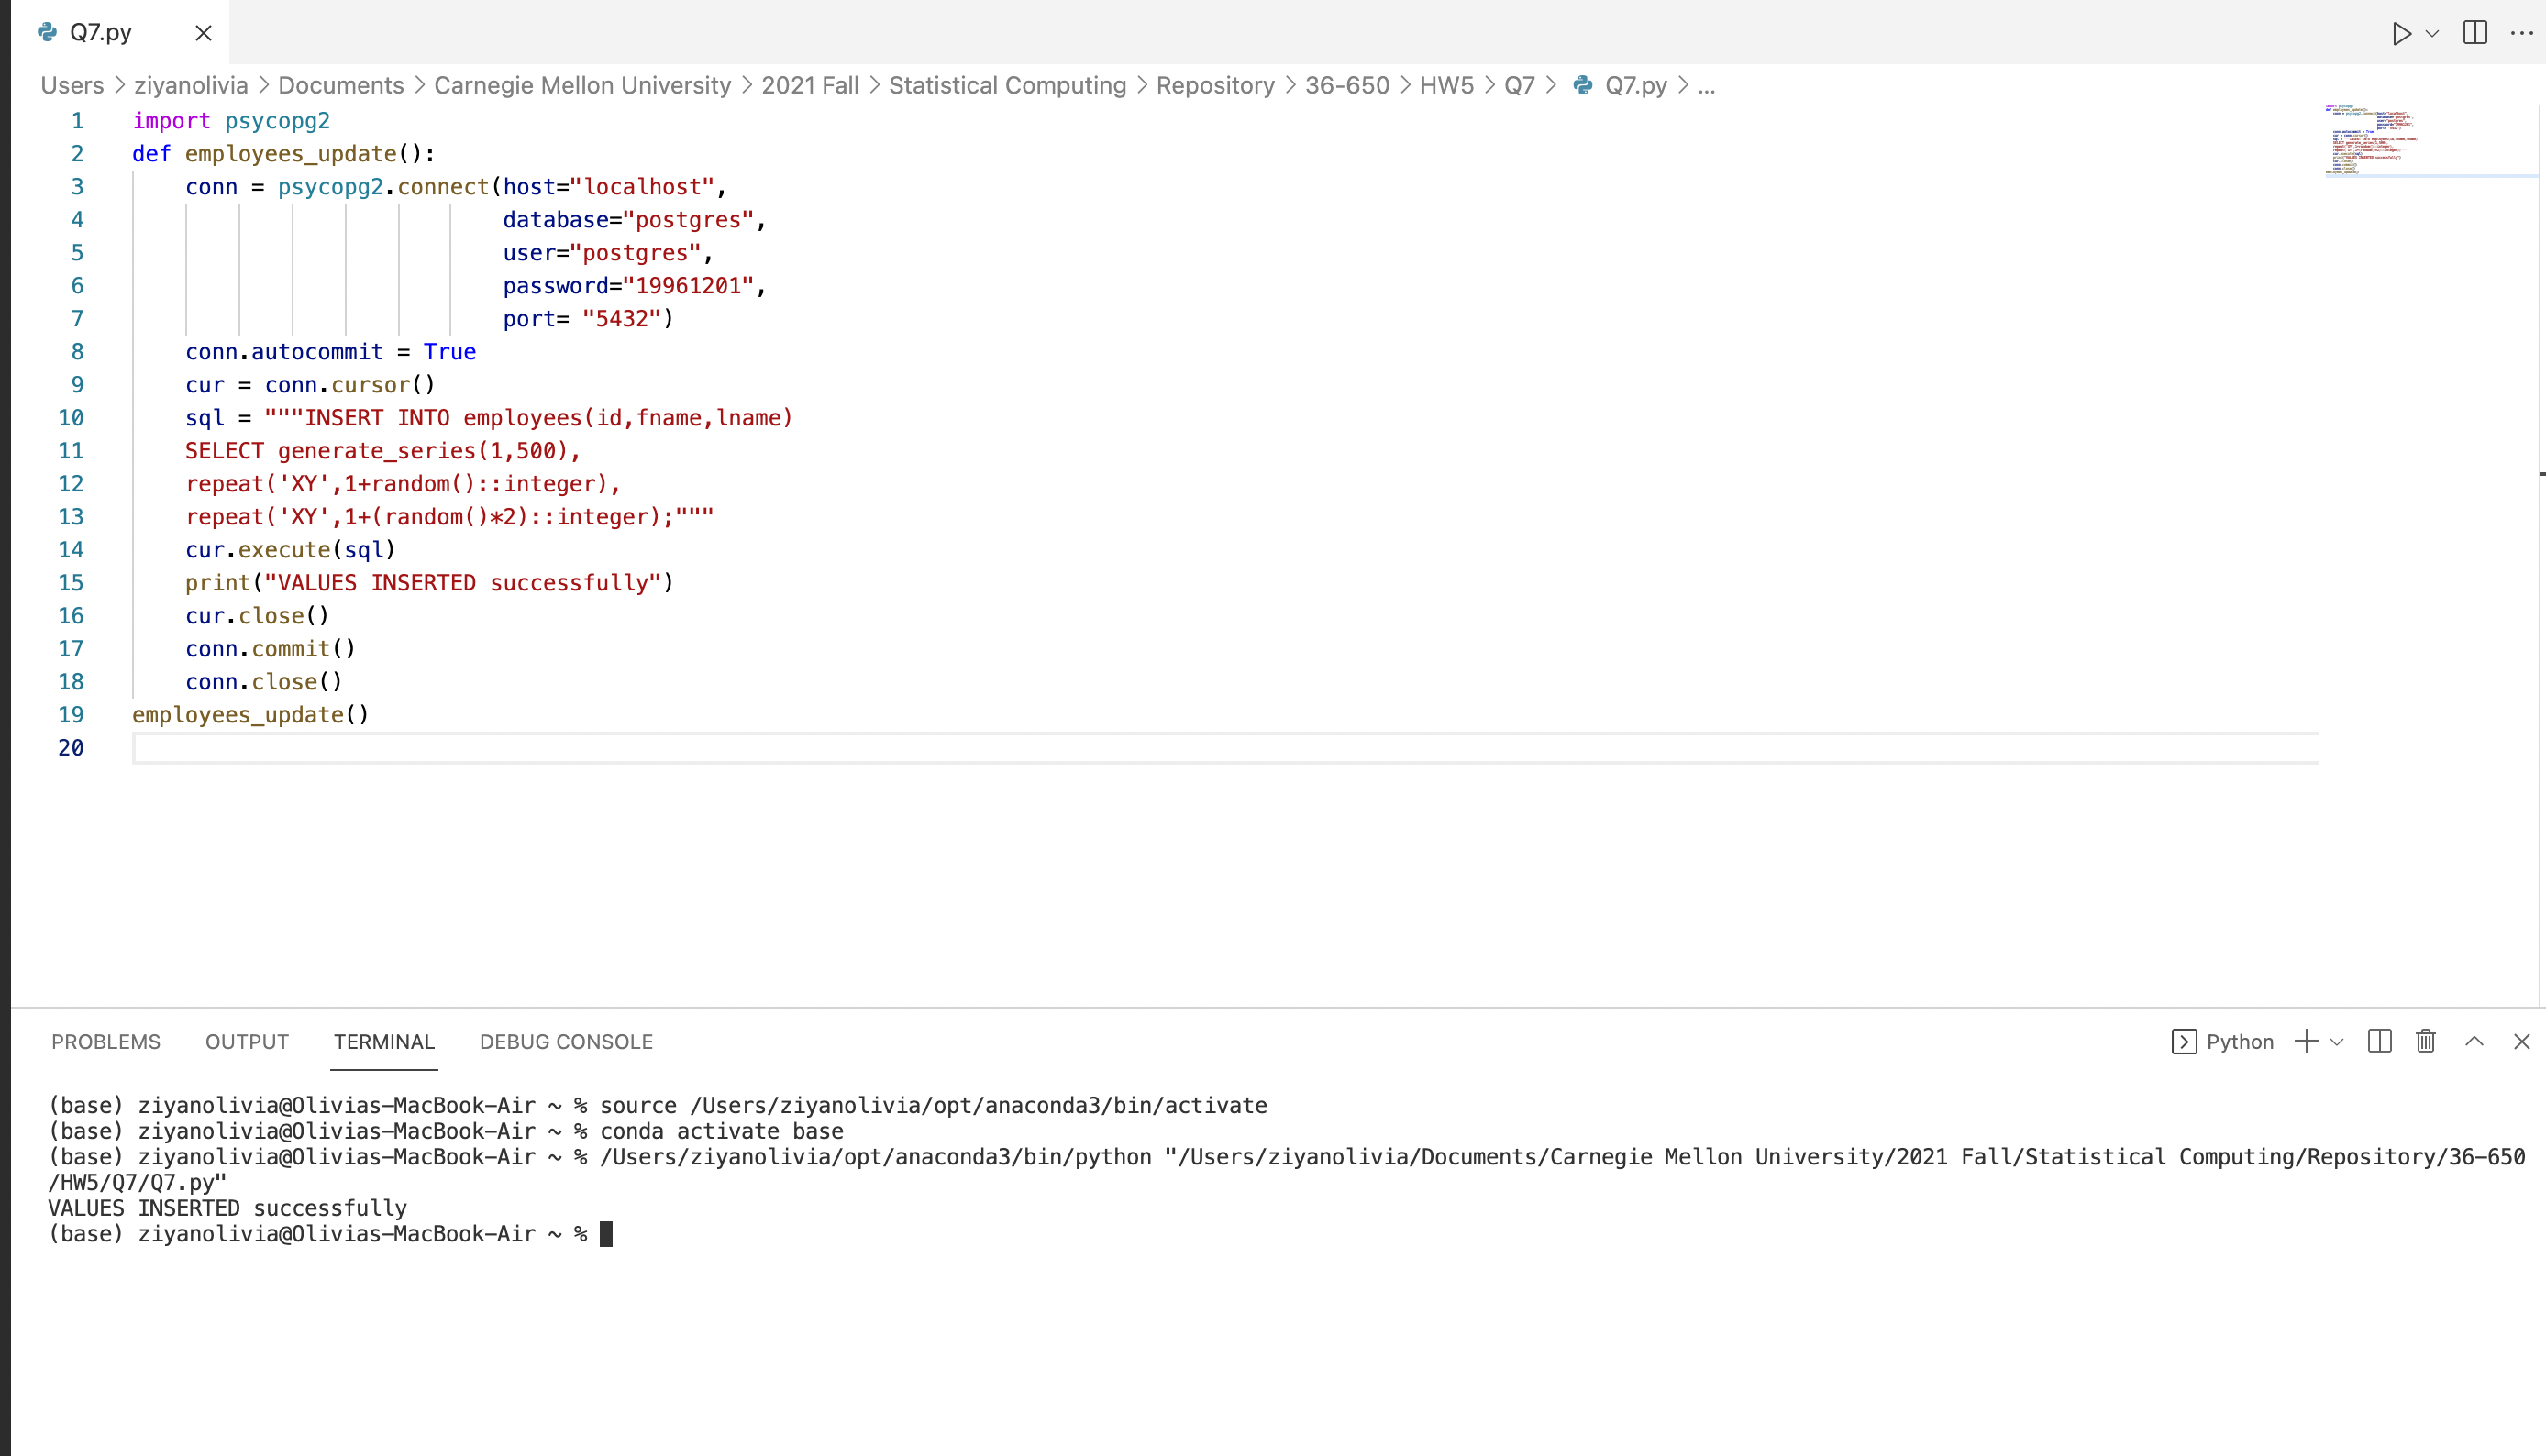 Q7.py
Users > ziyanolivia > Documents > Carnegie Mellon University > 2021 Fall > Statistical Computing > Repository > 36-650 > HW5 > Q7 > Q7.py > ...
1 import psycopg2
2 def employees_update():
3     conn = psycopg2.connect(host="localhost",
4                             database="postgres",
5                             user="postgres",
6                             password="19961201",
7                             port= "5432")
8     conn.autocommit = True
9     cur = conn.cursor()
10     sql = """INSERT INTO employees(id,fname,lname)
11     SELECT generate_series(1,500),
12     repeat('XY',1+random()::integer),
13     repeat('XY',1+(random()*2)::integer);"""
14     cur.execute(sql)
15     print("VALUES INSERTED successfully")
16     cur.close()
17     conn.commit()
18     conn.close()
19 employees_update()
20
PROBLEMS OUTPUT TERMINAL DEBUG CONSOLE Python
(base) ziyanolivia@Olivias-MacBook-Air ~ % source /Users/ziyanolivia/opt/anaconda3/bin/activate
(base) ziyanolivia@Olivias-MacBook-Air ~ % conda activate base
(base) ziyanolivia@Olivias-MacBook-Air ~ % /Users/ziyanolivia/opt/anaconda3/bin/python "/Users/ziyanolivia/Documents/Carnegie Mellon University/2021 Fall/Statistical Computing/Repository/36-650
/HW5/Q7/Q7.py"
VALUES INSERTED successfully
(base) ziyanolivia@Olivias-MacBook-Air ~ %